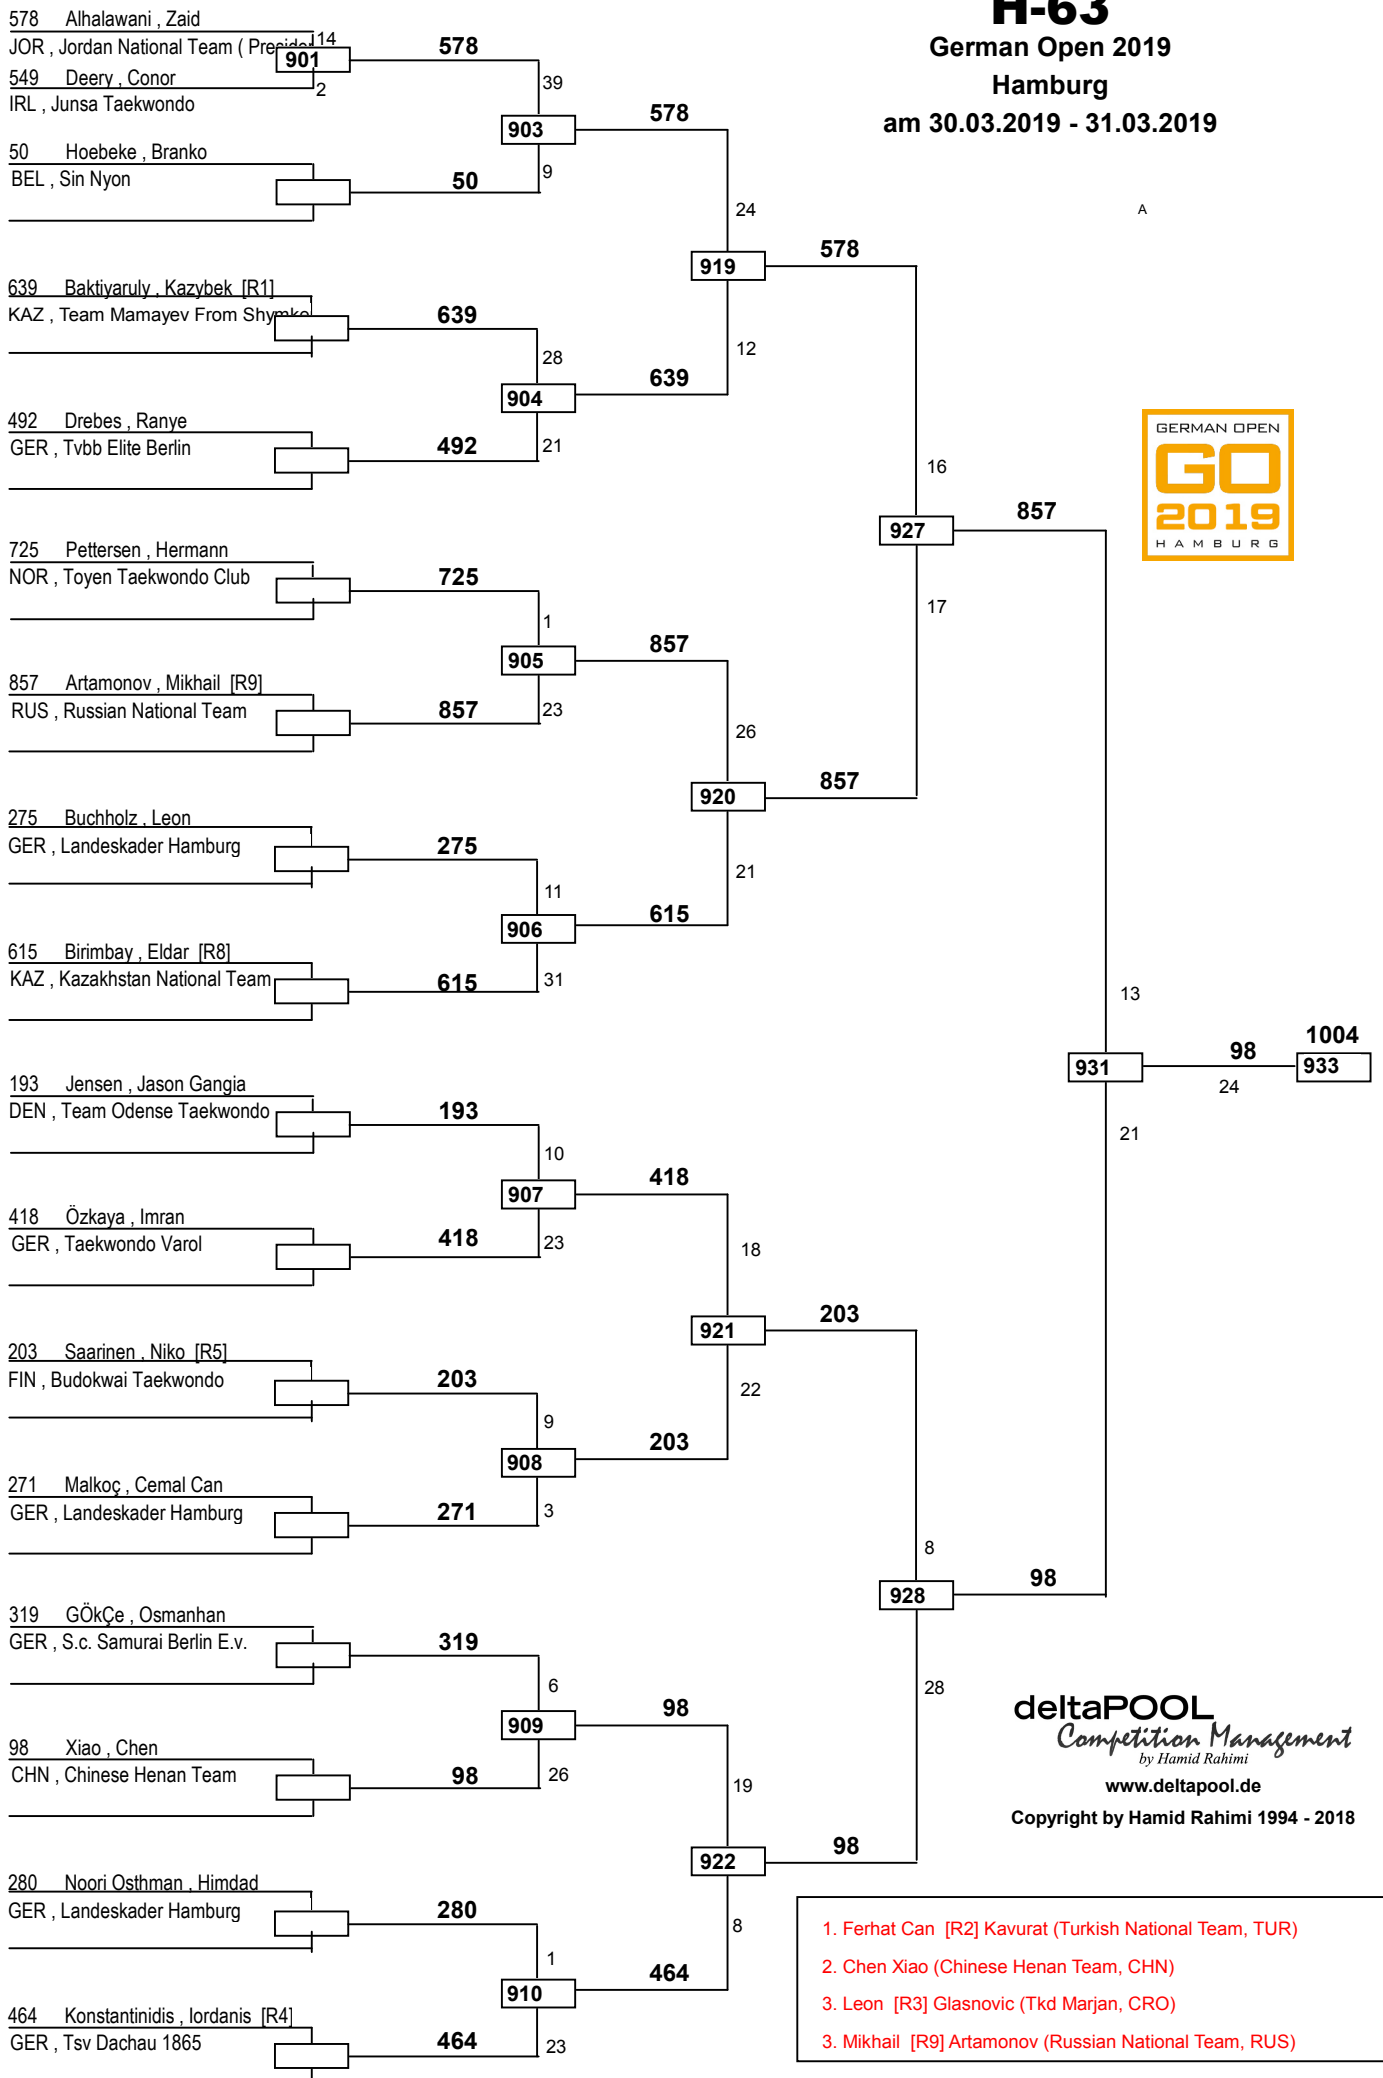 H-63
German Open 2019
Hamburg
am 30.03.2019 - 31.03.2019
A
GERMAN OPEN
GO
2019
HAMBURG
578 Alhalawani , Zaid
JOR , Jordan National Team ( Presider
14
901
578
549 Deery , Conor
2
IRL , Junsa Taekwondo
39
903
578
50 Hoebeke , Branko
BEL , Sin Nyon
50
9
24
919
578
639 Baktiyaruly , Kazybek [R1]
KAZ , Team Mamayev From Shymke
639
28
12
904
639
492 Drebes , Ranye
GER , Tvbb Elite Berlin
492
21
16
927
857
725 Pettersen , Hermann
NOR , Toyen Taekwondo Club
725
1
17
905
857
857 Artamonov , Mikhail [R9]
RUS , Russian National Team
857
23
26
920
857
275 Buchholz , Leon
GER , Landeskader Hamburg
275
11
21
906
615
615 Birimbay , Eldar [R8]
KAZ , Kazakhstan National Team
615
31
13
931
98
24
1004
933
193 Jensen , Jason Gangia
DEN , Team Odense Taekwondo
193
10
21
907
418
418 Özkaya , Imran
GER , Taekwondo Varol
418
23
18
921
203
203 Saarinen , Niko [R5]
FIN , Budokwai Taekwondo
203
9
22
908
203
271 Malkoç , Cemal Can
GER , Landeskader Hamburg
271
3
8
928
98
319 GÖkÇe , Osmanhan
GER , S.c. Samurai Berlin E.v.
319
6
28
909
98
98 Xiao , Chen
CHN , Chinese Henan Team
98
26
19
922
98
280 Noori Osthman , Himdad
GER , Landeskader Hamburg
280
1
8
910
464
464 Konstantinidis , Iordanis [R4]
GER , Tsv Dachau 1865
464
23
deltaPOOL
Competition Management
by Hamid Rahimi
www.deltapool.de
Copyright by Hamid Rahimi 1994 - 2018
1. Ferhat Can [R2] Kavurat (Turkish National Team, TUR)
2. Chen Xiao (Chinese Henan Team, CHN)
3. Leon [R3] Glasnovic (Tkd Marjan, CRO)
3. Mikhail [R9] Artamonov (Russian National Team, RUS)